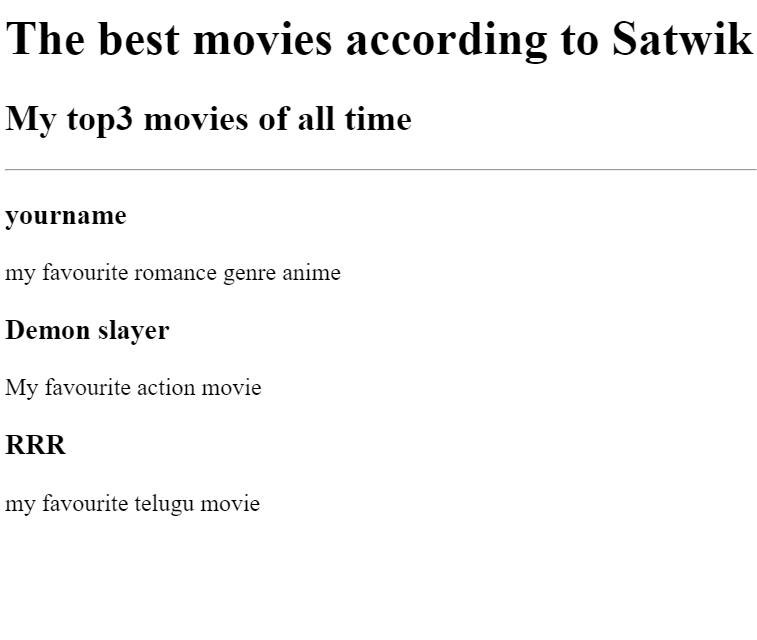 The best movies according to Satwik
My top3 movies of all time
yourname
my favourite romance genre anime
Demon slayer
My favourite action movie
RRR
my favourite telugu movie